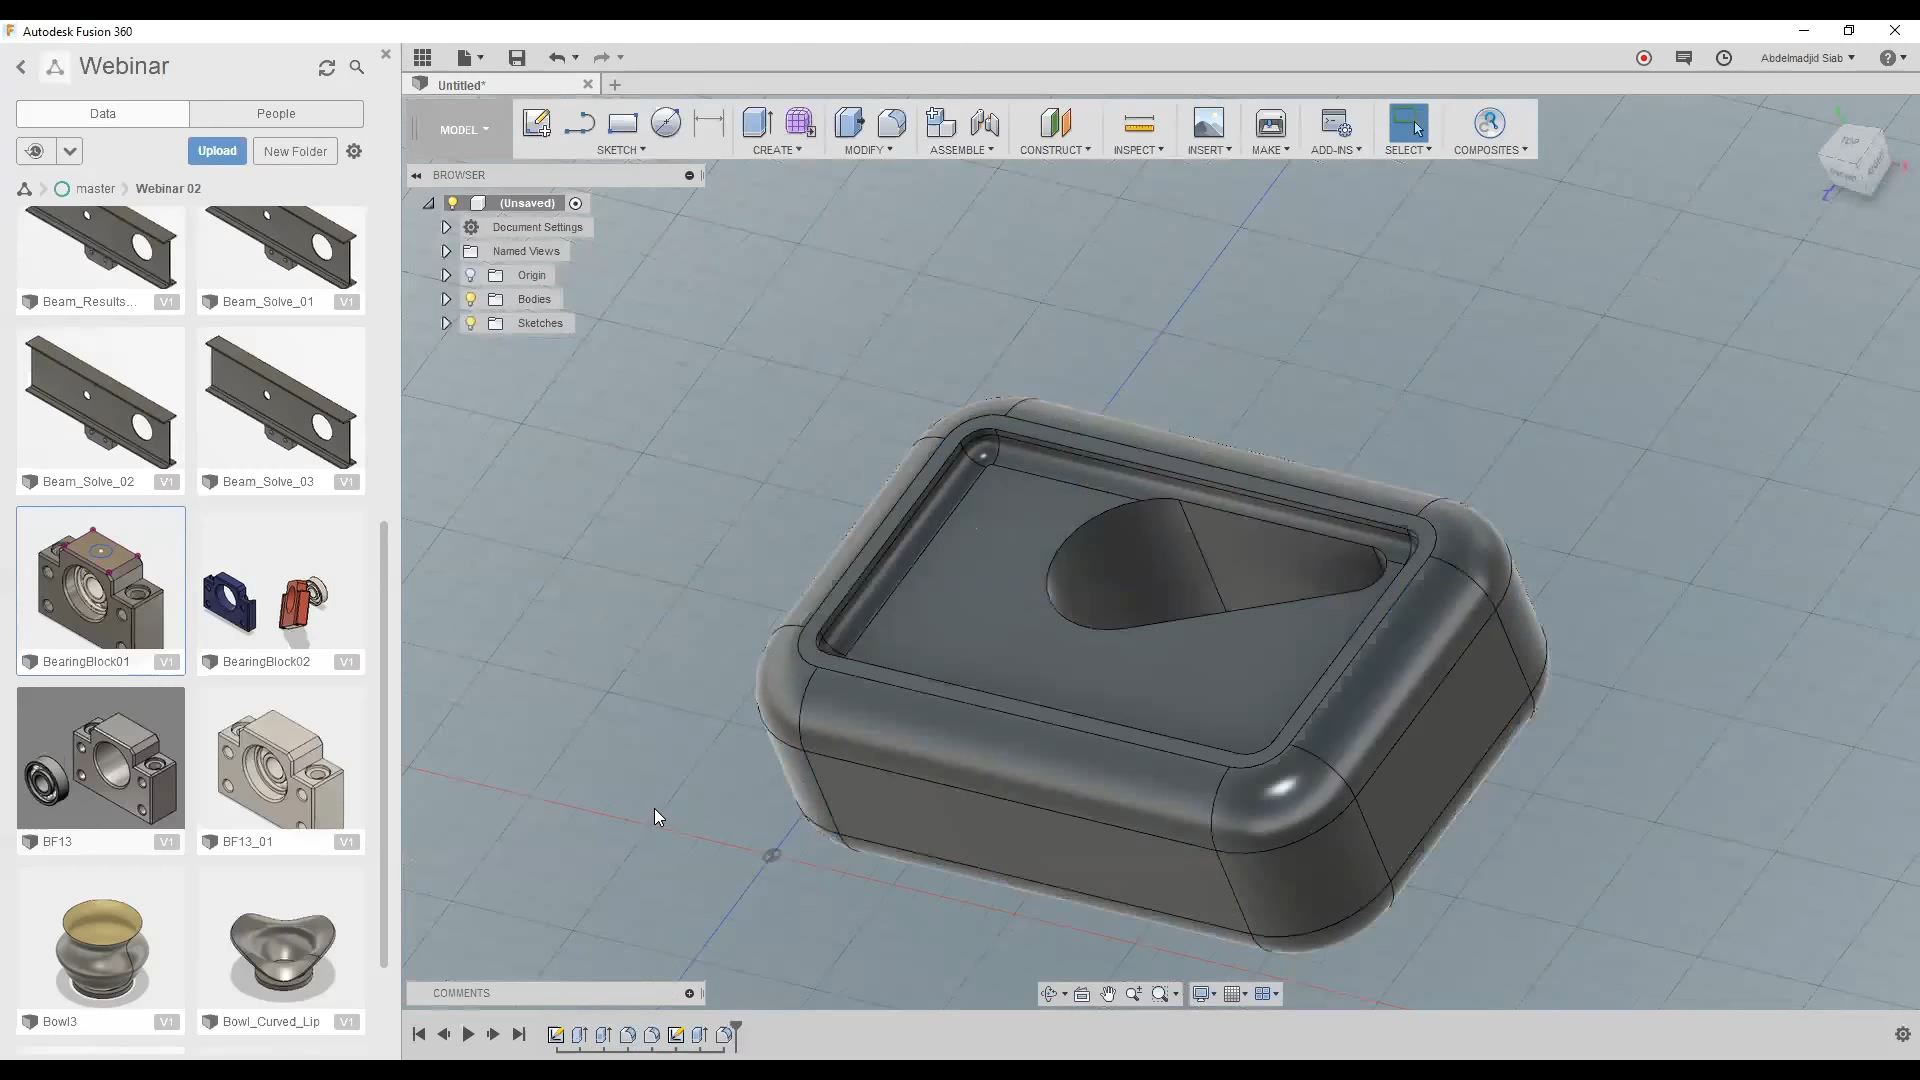 Autodesk Fusion 360
Webinar
Data
People
Upload
New Folder
master
Webinar 02
Beam_Results...
V1
Beam_Solve_01
V1
Beam_Solve_02
V1
Beam_Solve_03
V1
BearingBlock01
V1
BearingBlock02
V1
BF13
V1
BF13_01
V1
Bowl3
V1
Bowl_Curved_Lip
V1
Untitled*
Abdelmadjid Siab
MODEL
SKETCH
CREATE
MODIFY
ASSEMBLE
CONSTRUCT
INSPECT
INSERT
MAKE
ADD-INS
SELECT
COMPOSITES
BROWSER
(Unsaved)
Document Settings
Named Views
Origin
Bodies
Sketches
TOP
Z
COMMENTS